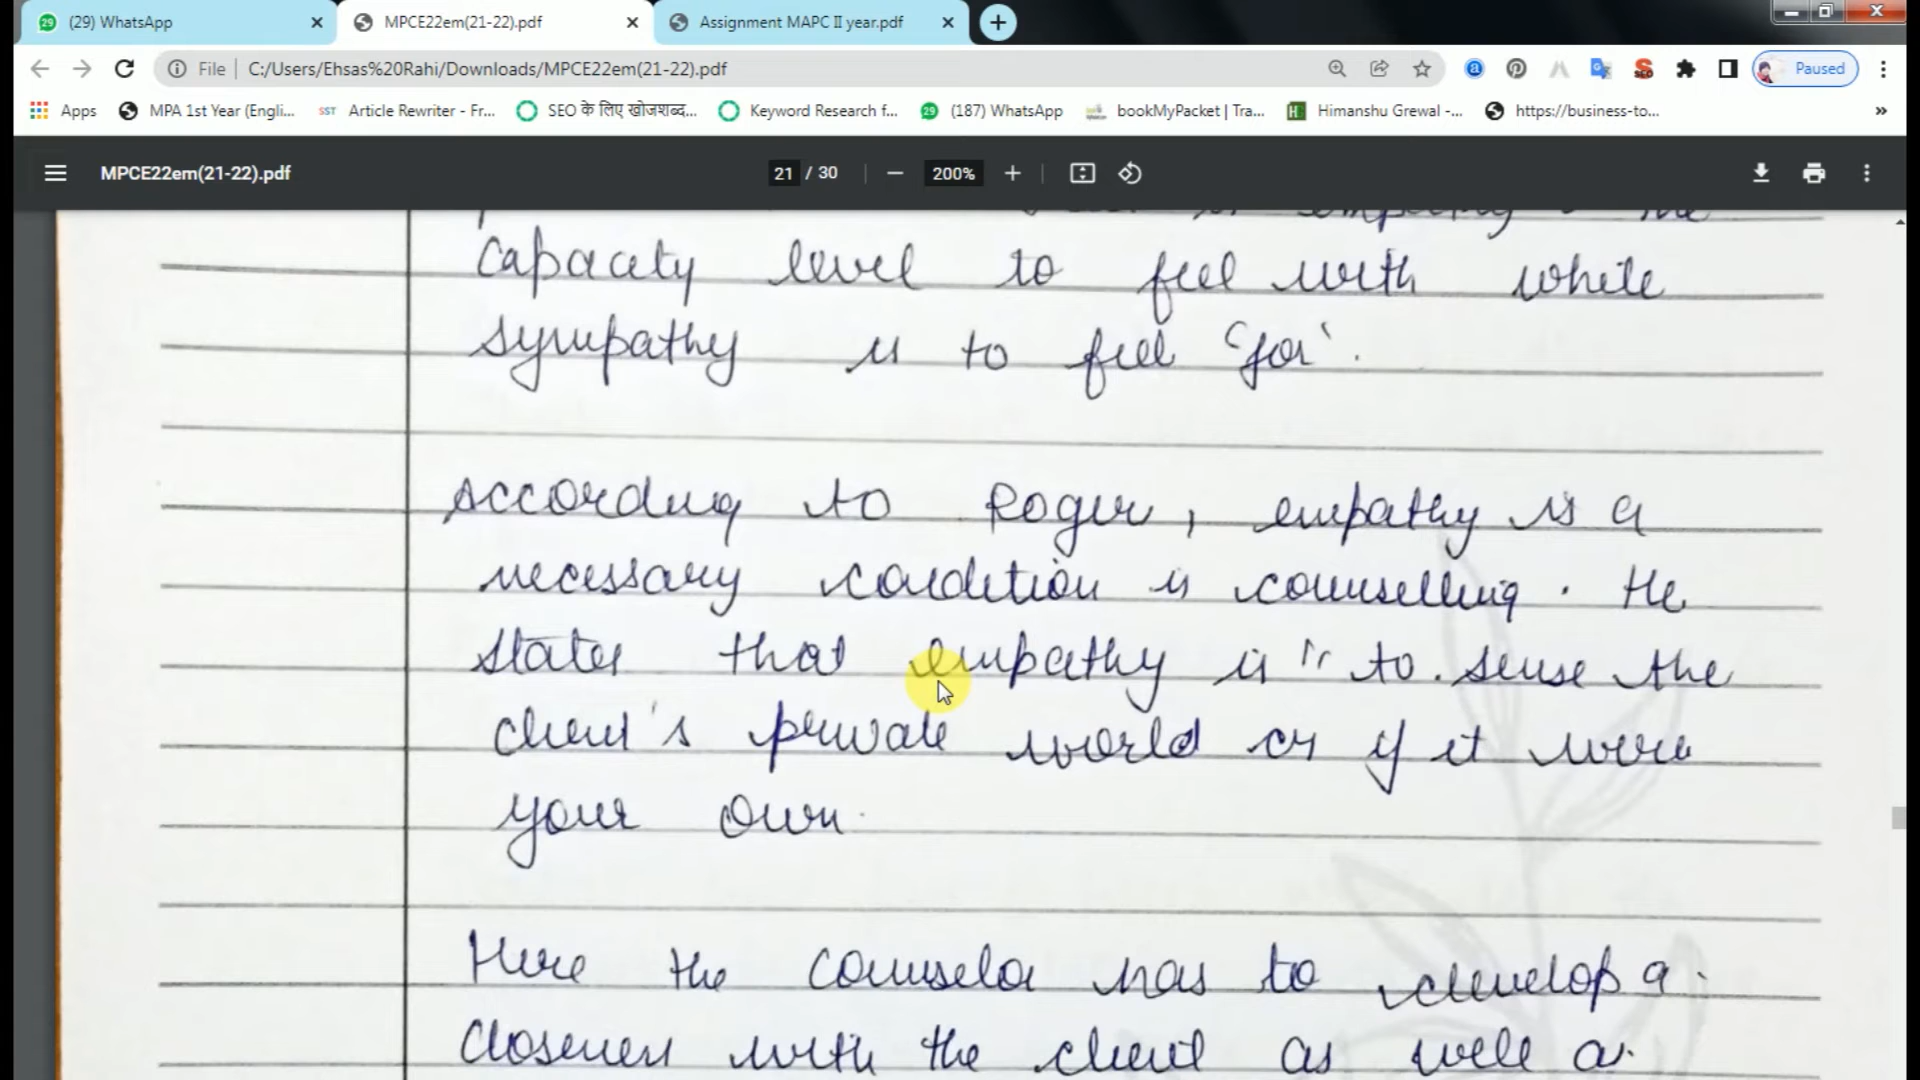 (29) WhatsApp
MPCE22em(21-22).pdf
Assignment MAPC II year.pdf
File | C:/Users/Ehsas%20Rahi/Downloads/MPCE22em(21-22).pdf
Paused
Apps
MPA 1st Year (Engli...
SST Article Rewriter - Fr...
SEO के लिए खोजशब्द...
Keyword Research f...
(187) WhatsApp
bookMyPacket | Tra...
Himanshu Grewal -...
https://business-to...
»
MPCE22em(21-22).pdf
21 / 30
200%
capacity level to feel with while
sympathy is to feel 'for'.
According to Roger, empathy is a
necessary condition is counselling. He
states that empathy is " to sense the
client's private world as if it were
your own.
Here the counselor has to develop a
closeness with the client as well as